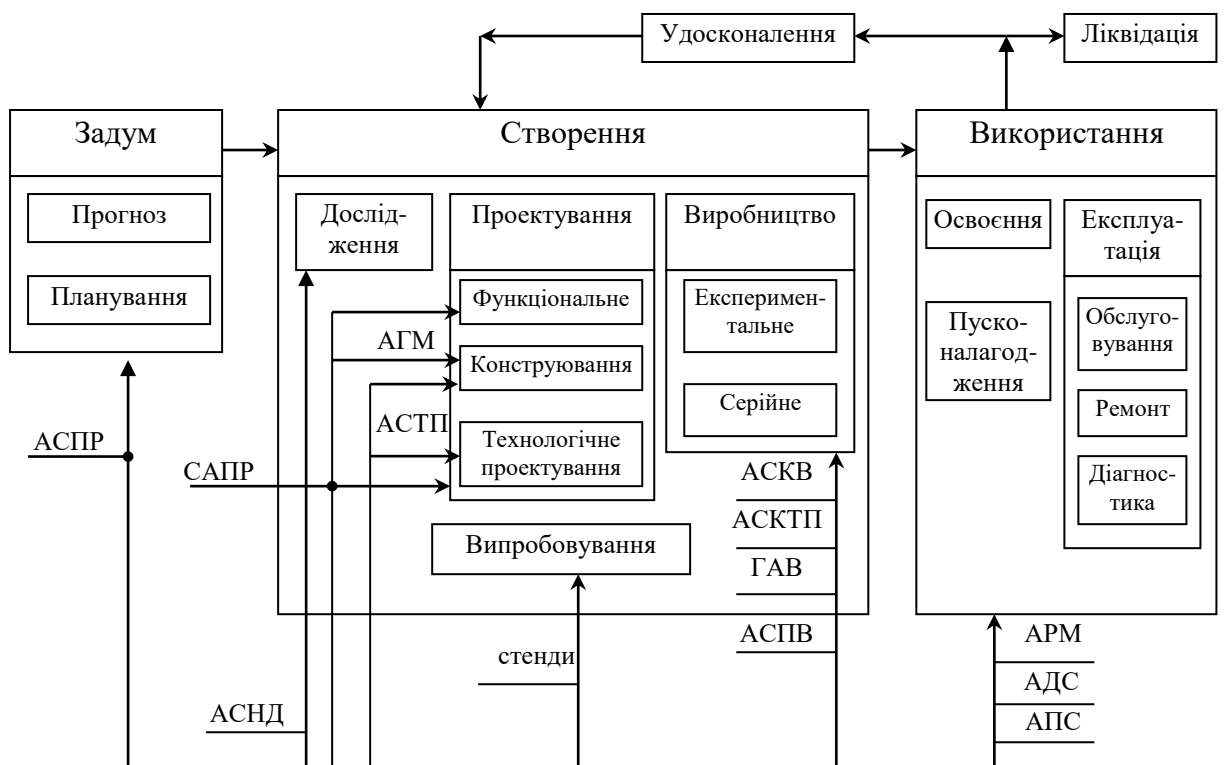 Удосконалення
Ліквідація
Задум
Створення
Використання
Прогноз
Планування
Дослід-
ження
Проектування
Функціональне
Конструювання
Технологічне
проектування
Виробництво
Експеримен-
тальне
Серійне
Випробовування
Освоєння
Пуско-
налагод-
ження
Експлуа-
тація
Обслуго-
вування
Ремонт
Діагнос-
тика
АГМ
АСТП
АСПР
САПР
АСКВ
АСКТП
ГАВ
АСПВ
стенди
АСНД
АРМ
АДС
АПС